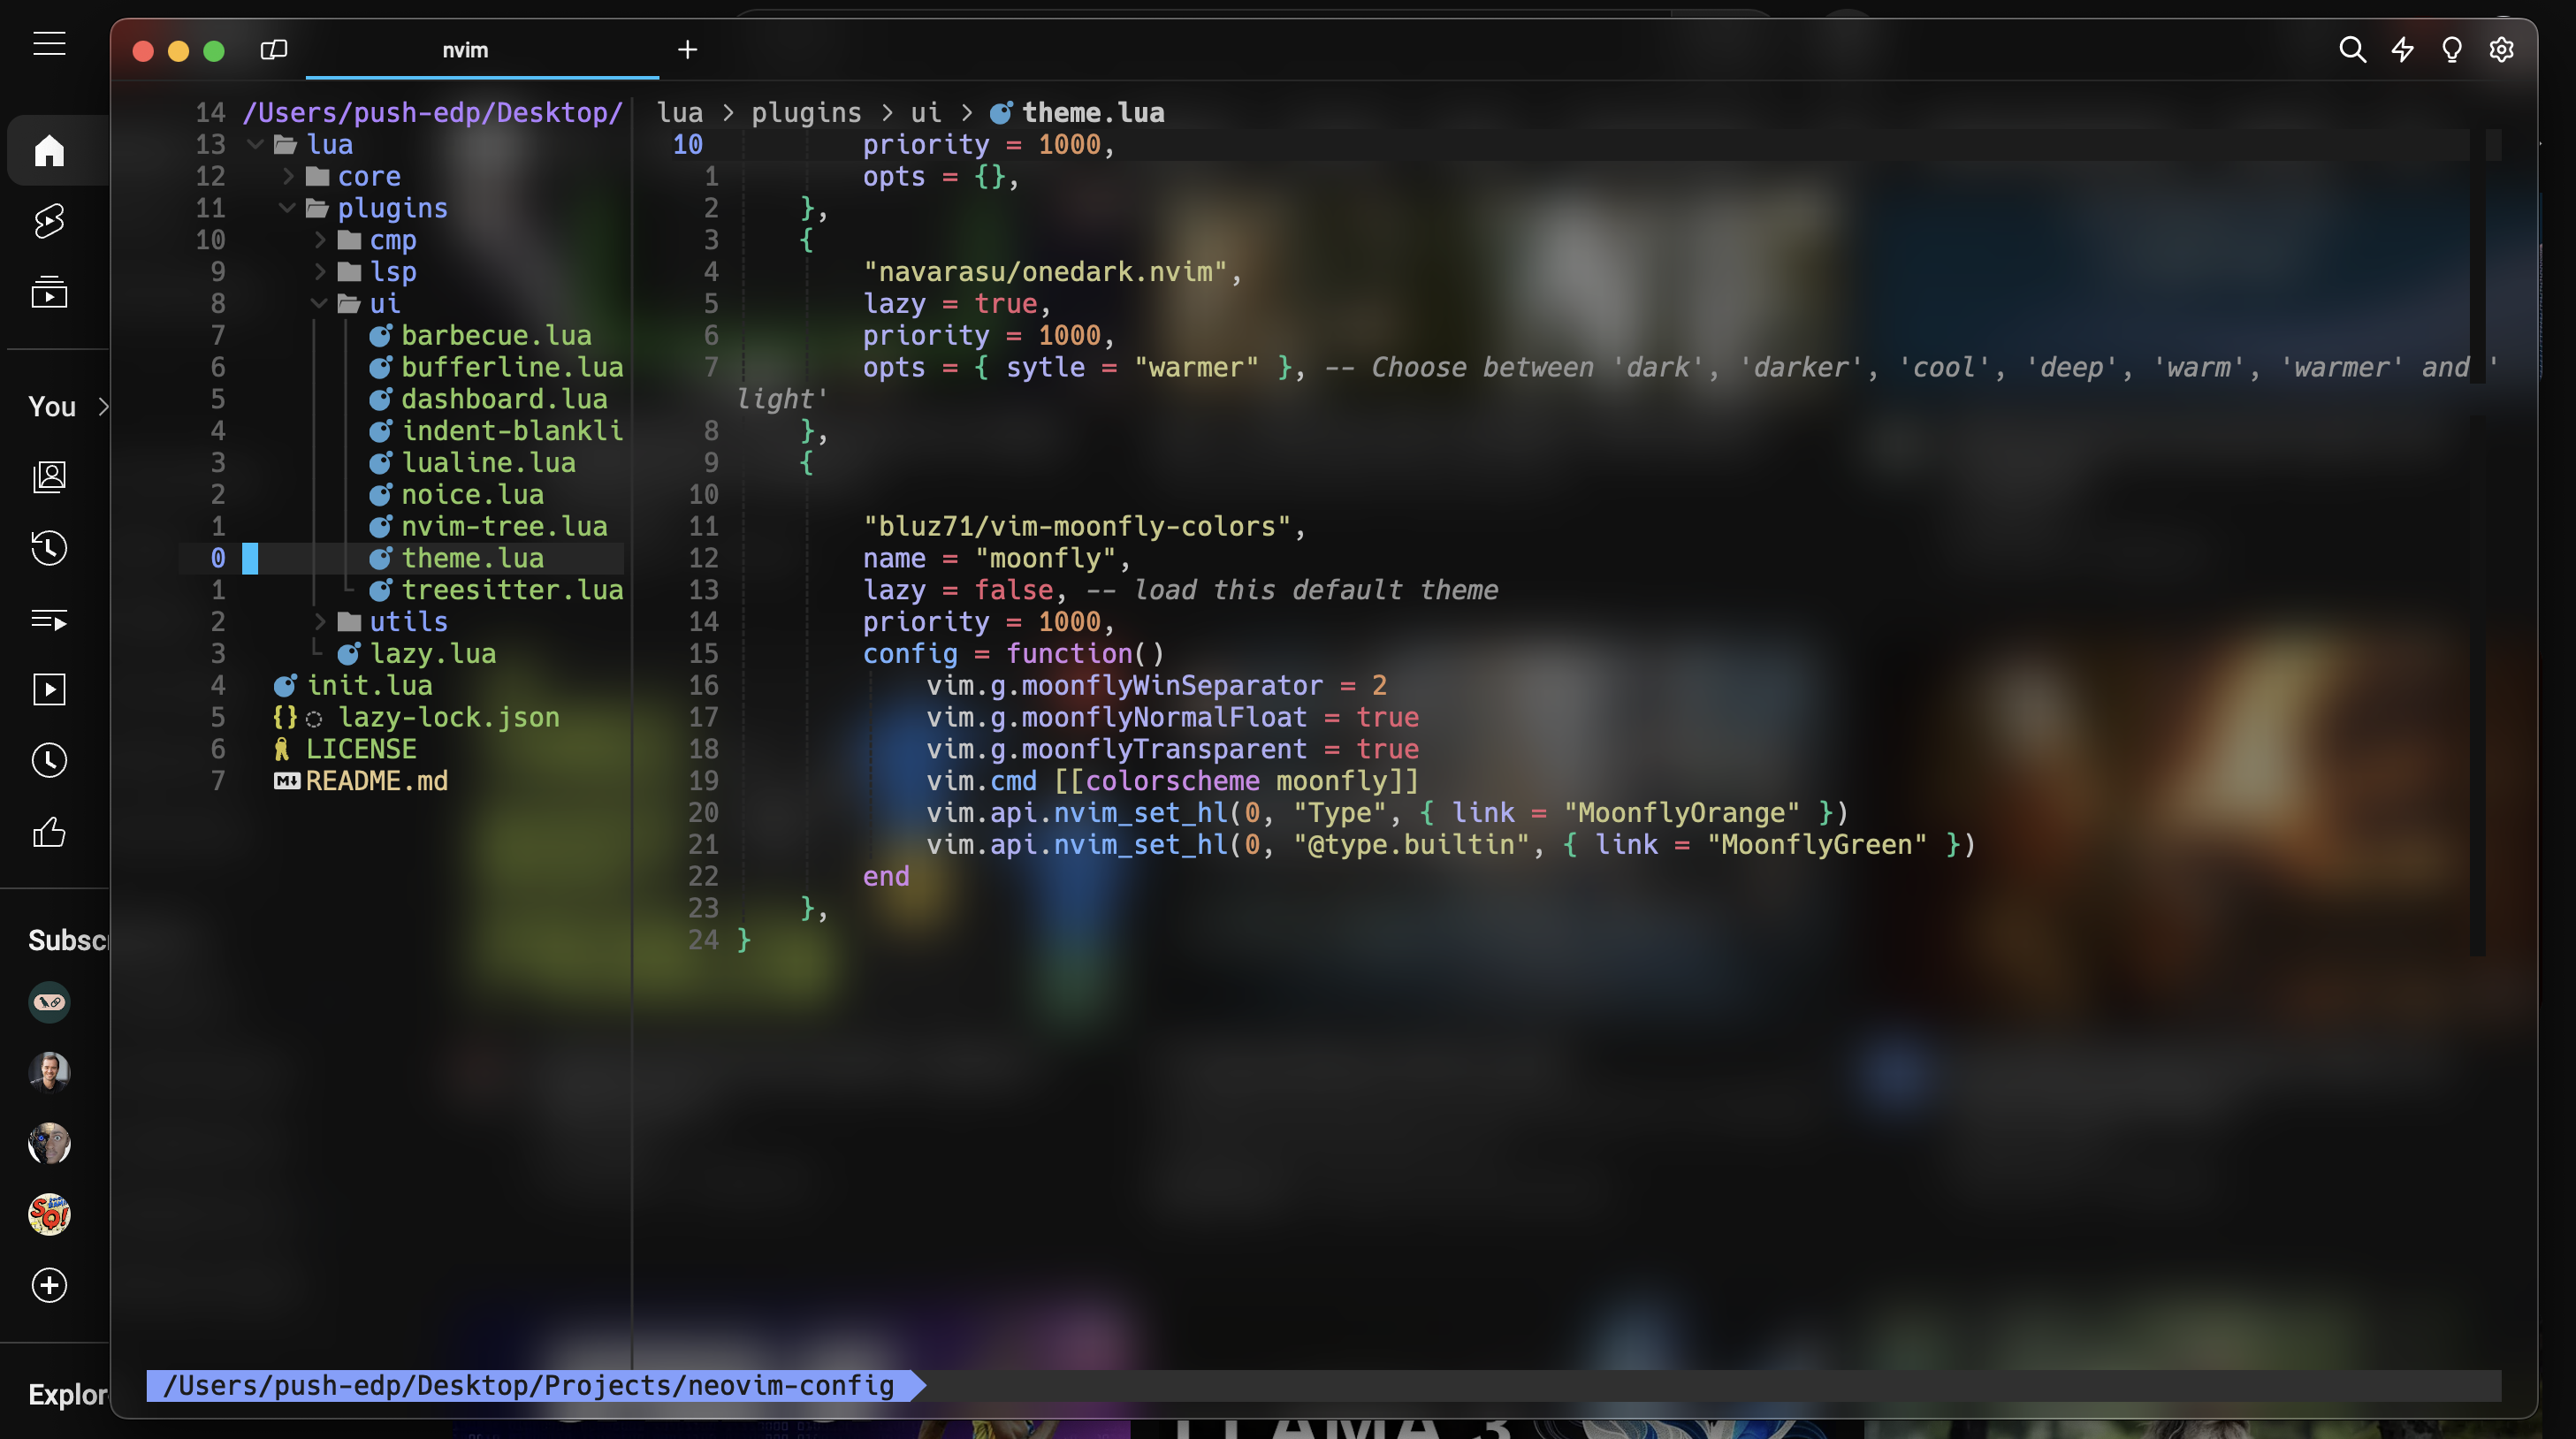 nvim
You
Subsc
Explor
14 /Users/push-edp/Desktop/
13 lua
12 core
11 plugins
10 cmp
9 lsp
8 ui
7 barbecue.lua
6 bufferline.lua
5 dashboard.lua
4 indent-blankli
3 lualine.lua
2 noice.lua
1 nvim-tree.lua
0 theme.lua
1 treesitter.lua
2 utils
3 lazy.lua
4 init.lua
5 {} lazy-lock.json
6 LICENSE
7 README.md
lua > plugins > ui > theme.lua
10 priority = 1000,
1 opts = {},
2 },
3 {
4 "navarasu/onedark.nvim",
5 lazy = true,
6 priority = 1000,
7 opts = { sytle = "warmer" }, -- Choose between 'dark', 'darker', 'cool', 'deep', 'warm', 'warmer' and '
light'
8 },
9 {
10
11 "bluz71/vim-moonfly-colors",
12 name = "moonfly",
13 lazy = false, -- load this default theme
14 priority = 1000,
15 config = function()
16 vim.g.moonflyWinSeparator = 2
17 vim.g.moonflyNormalFloat = true
18 vim.g.moonflyTransparent = true
19 vim.cmd [[colorscheme moonfly]]
20 vim.api.nvim_set_hl(0, "Type", { link = "MoonflyOrange" })
21 vim.api.nvim_set_hl(0, "@type.builtin", { link = "MoonflyGreen" })
22 end
23 },
24 }
/Users/push-edp/Desktop/Projects/neovim-config
LLAMA 3